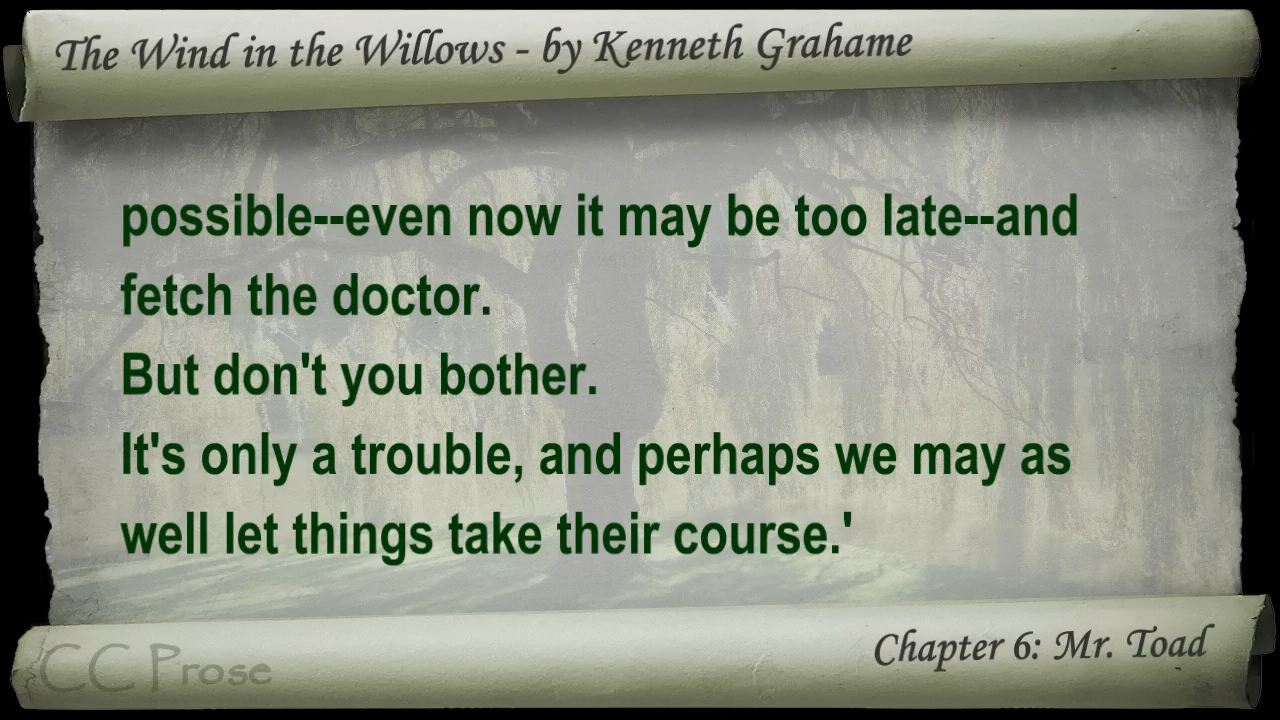 The Wind in the Willows - by Kenneth Grahame
possible--even now it may be too late--and
fetch the doctor.
But don't you bother.
It's only a trouble, and perhaps we may as
well let things take their course.'
Chapter 6: Mr. Toad
CC Prose